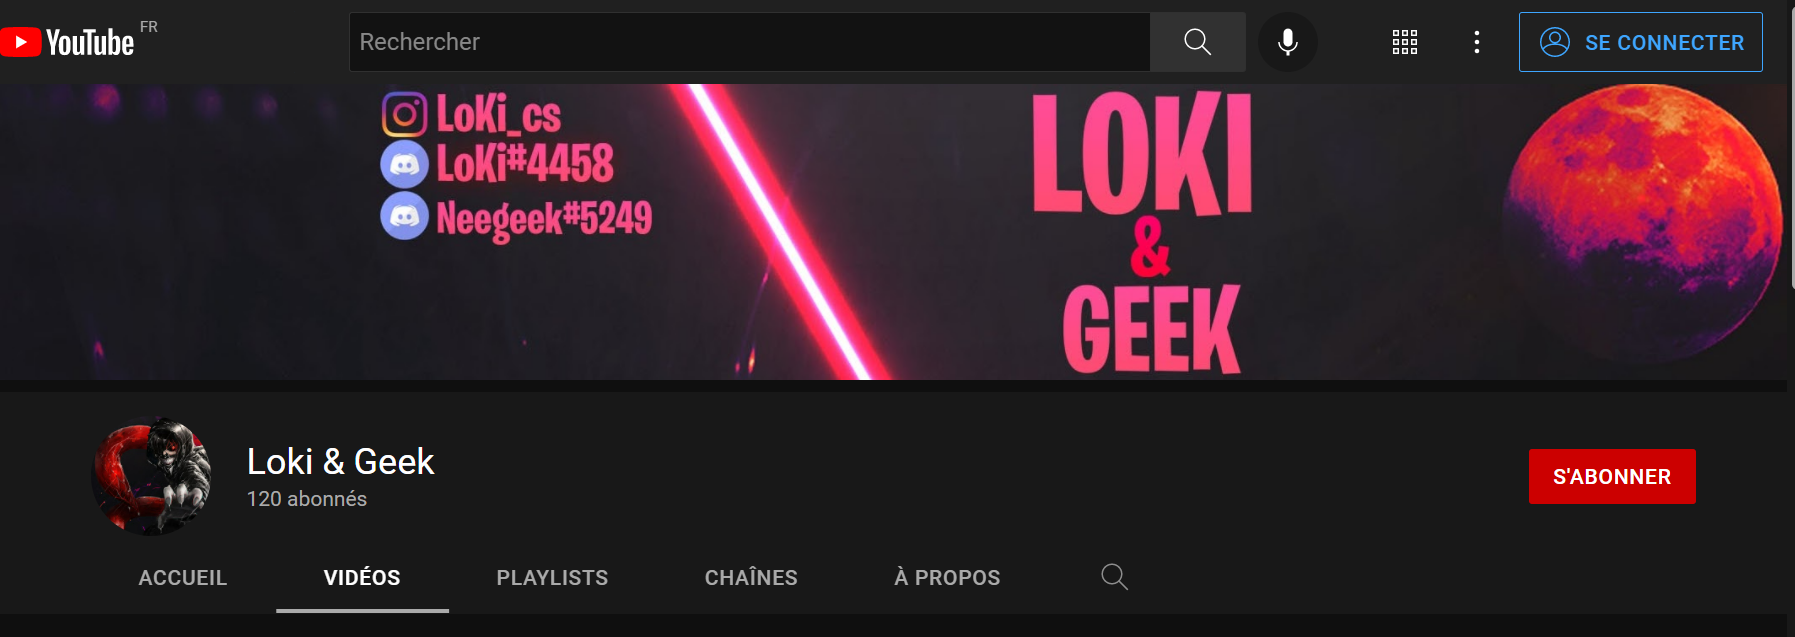 YouTube FR
Rechercher
SE CONNECTER
LoKi_cs
LoKi#4458
Neegeek#5249
LOKI
&
GEEK
Loki & Geek
120 abonnés
S'ABONNER
ACCUEIL VIDÉOS PLAYLISTS CHAÎNES À PROPOS